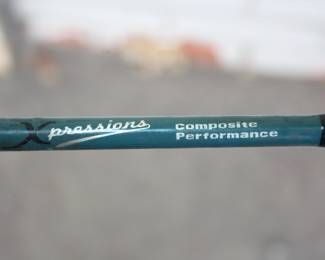 Xpressions
Composite
Performance